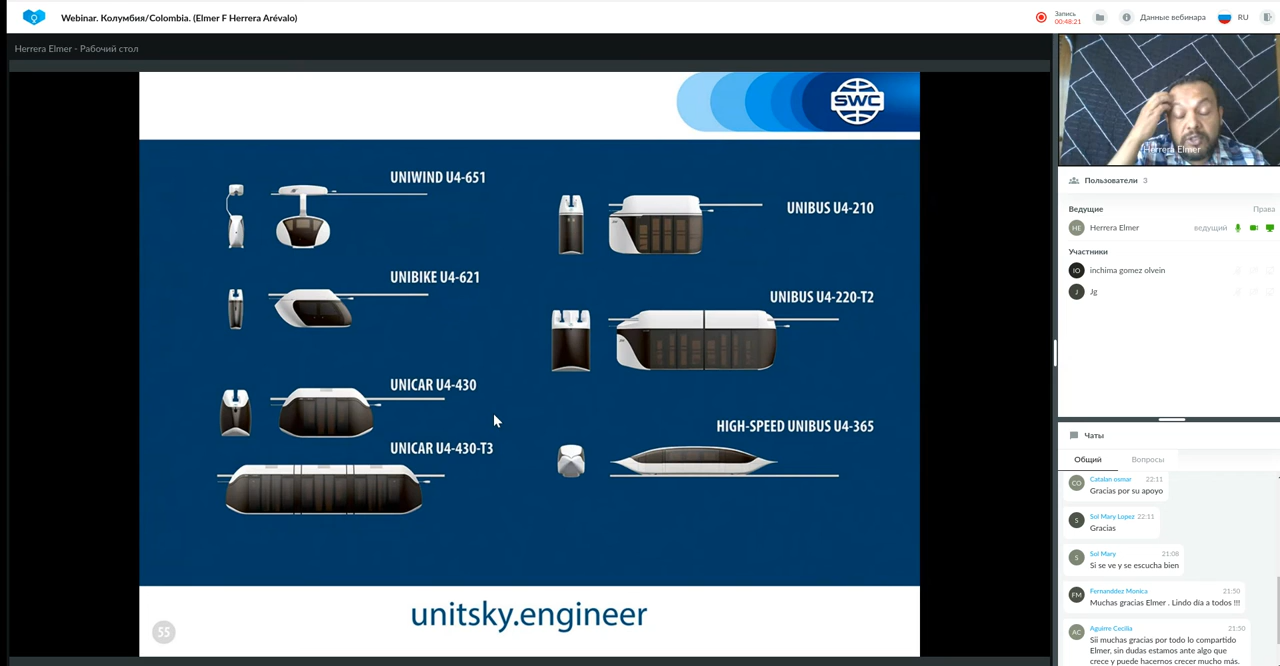 Webinar. Колумбия/Colombia. (Elmer F Herrera Arévalo)
Запись
00:48:21
Данные вебинара
RU
Herrera Elmer - Рабочий стол
SWC
UNIWIND U4-651
UNIBIKE U4-621
UNICAR U4-430
UNICAR U4-430-T3
UNIBUS U4-210
UNIBUS U4-220-T2
HIGH-SPEED UNIBUS U4-365
55
unitsky.engineer
Herrera Elmer
Пользователи 3
Ведущие Права
HE Herrera Elmer ведущий
Участники
IO inchima gomez olvein
J Jg
Чаты
Общий Вопросы
CO Catalan osmar 22:11
Gracias por su apoyo
S Sol Mary Lopez 22:11
Gracias
S Sol Mary 21:08
Si se ve y se escucha bien
FM Fernanddez Monica 21:50
Muchas gracias Elmer . Lindo día a todos !!!
AC Aguirre Cecilia 21:50
Sii muchas gracias por todo lo compartido
Elmer, sin dudas estamos ante algo que
crece y puede hacernos crecer mucho más.